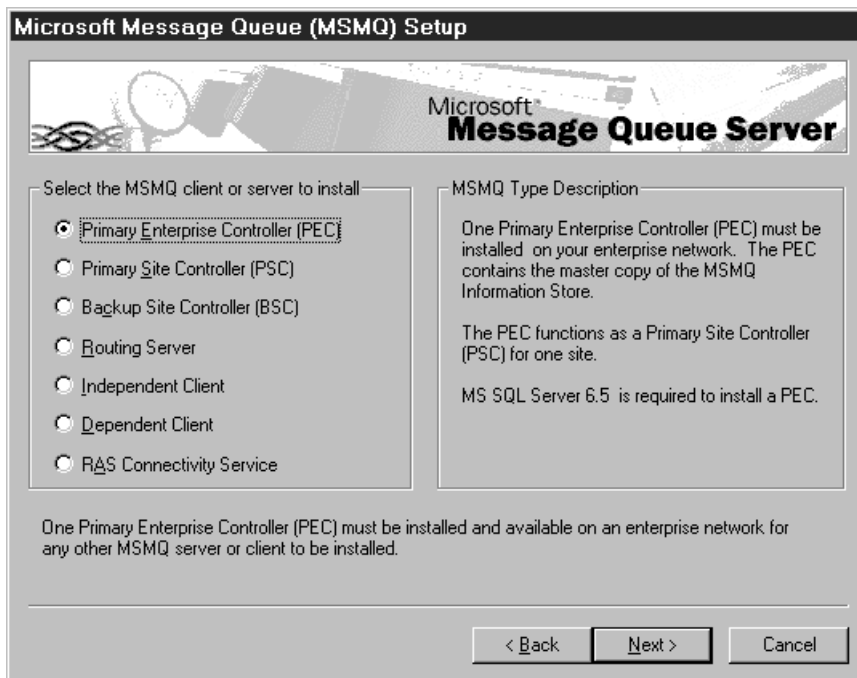 Microsoft Message Queue (MSMQ) Setup
Microsoft
Message Queue Server
Select the MSMQ client or server to install
Primary Enterprise Controller (PEC)
Primary Site Controller (PSC)
Backup Site Controller (BSC)
Routing Server
Independent Client
Dependent Client
RAS Connectivity Service
MSMQ Type Description
One Primary Enterprise Controller (PEC) must be
installed on your enterprise network. The PEC
contains the master copy of the MSMQ
Information Store.
The PEC functions as a Primary Site Controller
(PSC) for one site.
MS SQL Server 6.5 is required to install a PEC.
One Primary Enterprise Controller (PEC) must be installed and available on an enterprise network for
any other MSMQ server or client to be installed.
< Back
Next >
Cancel